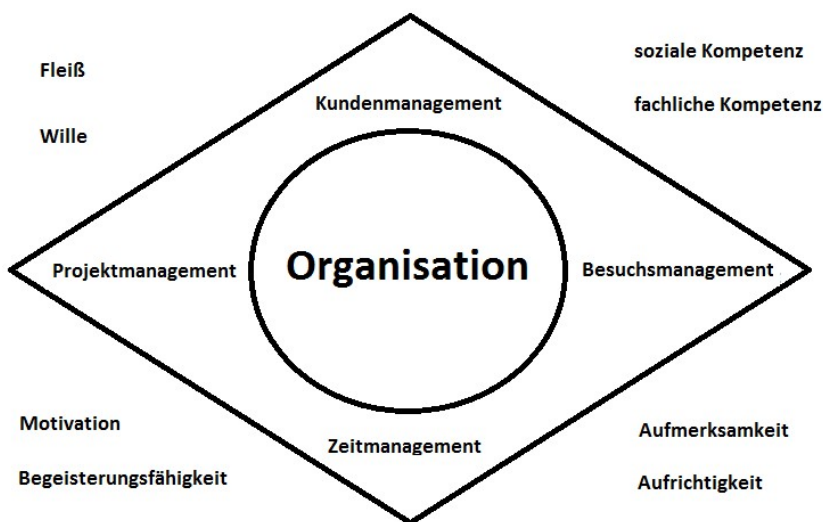 Fleiß
Wille
soziale Kompetenz
fachliche Kompetenz
Kundenmanagement
Projektmanagement
Organisation
Besuchsmanagement
Zeitmanagement
Motivation
Begeisterungsfähigkeit
Aufmerksamkeit
Aufrichtigkeit